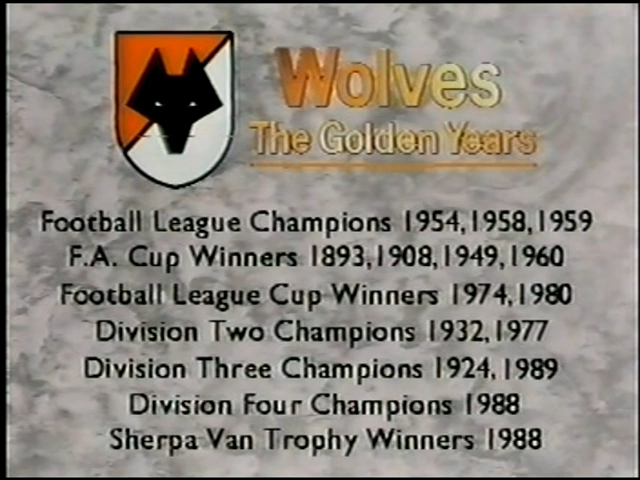 Wolves
The Golden Years
Football League Champions 1954,1958,1959
F.A. Cup Winners 1893,1908,1949,1960
Football League Cup Winners 1974,1980
Division Two Champions 1932,1977
Division Three Champions 1924,1989
Division Four Champions 1988
Sherpa Van Trophy Winners 1988